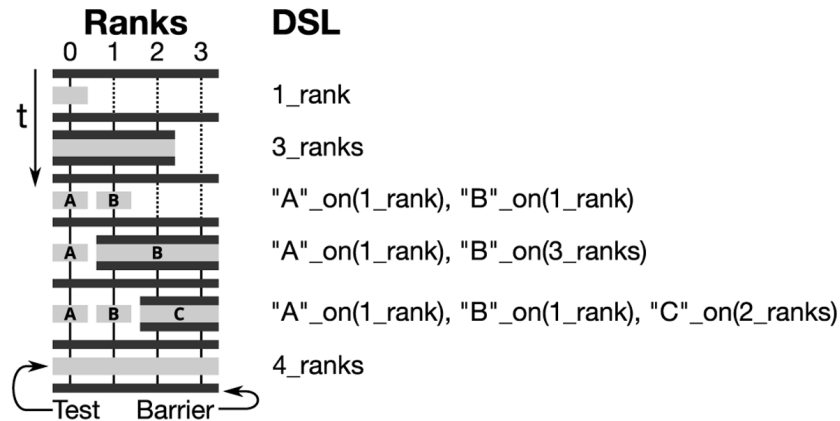 Ranks DSL
0 1 2 3
t
1_rank
3_ranks
A B "A"_on(1_rank), "B"_on(1_rank)
A B "A"_on(1_rank), "B"_on(3_ranks)
A B C "A"_on(1_rank), "B"_on(1_rank), "C"_on(2_ranks)
4_ranks
Test Barrier